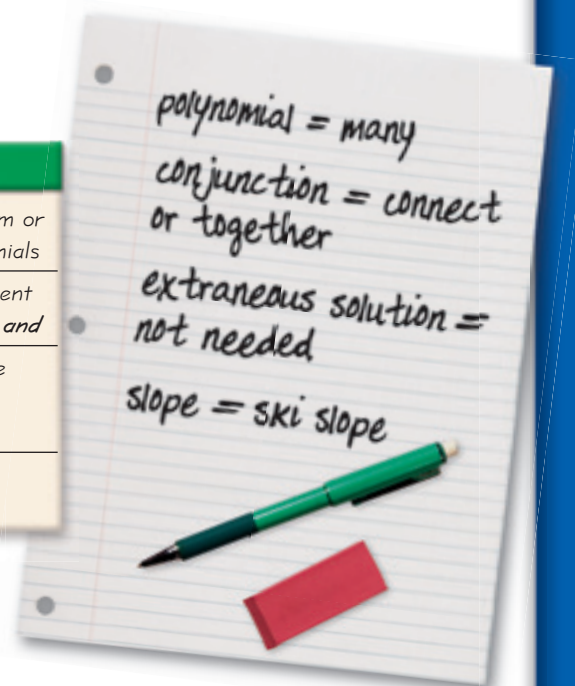 m or
nials
ent
and
e
polynomial = many
conjunction = connect
or together
extraneous solution =
not needed
slope = ski slope